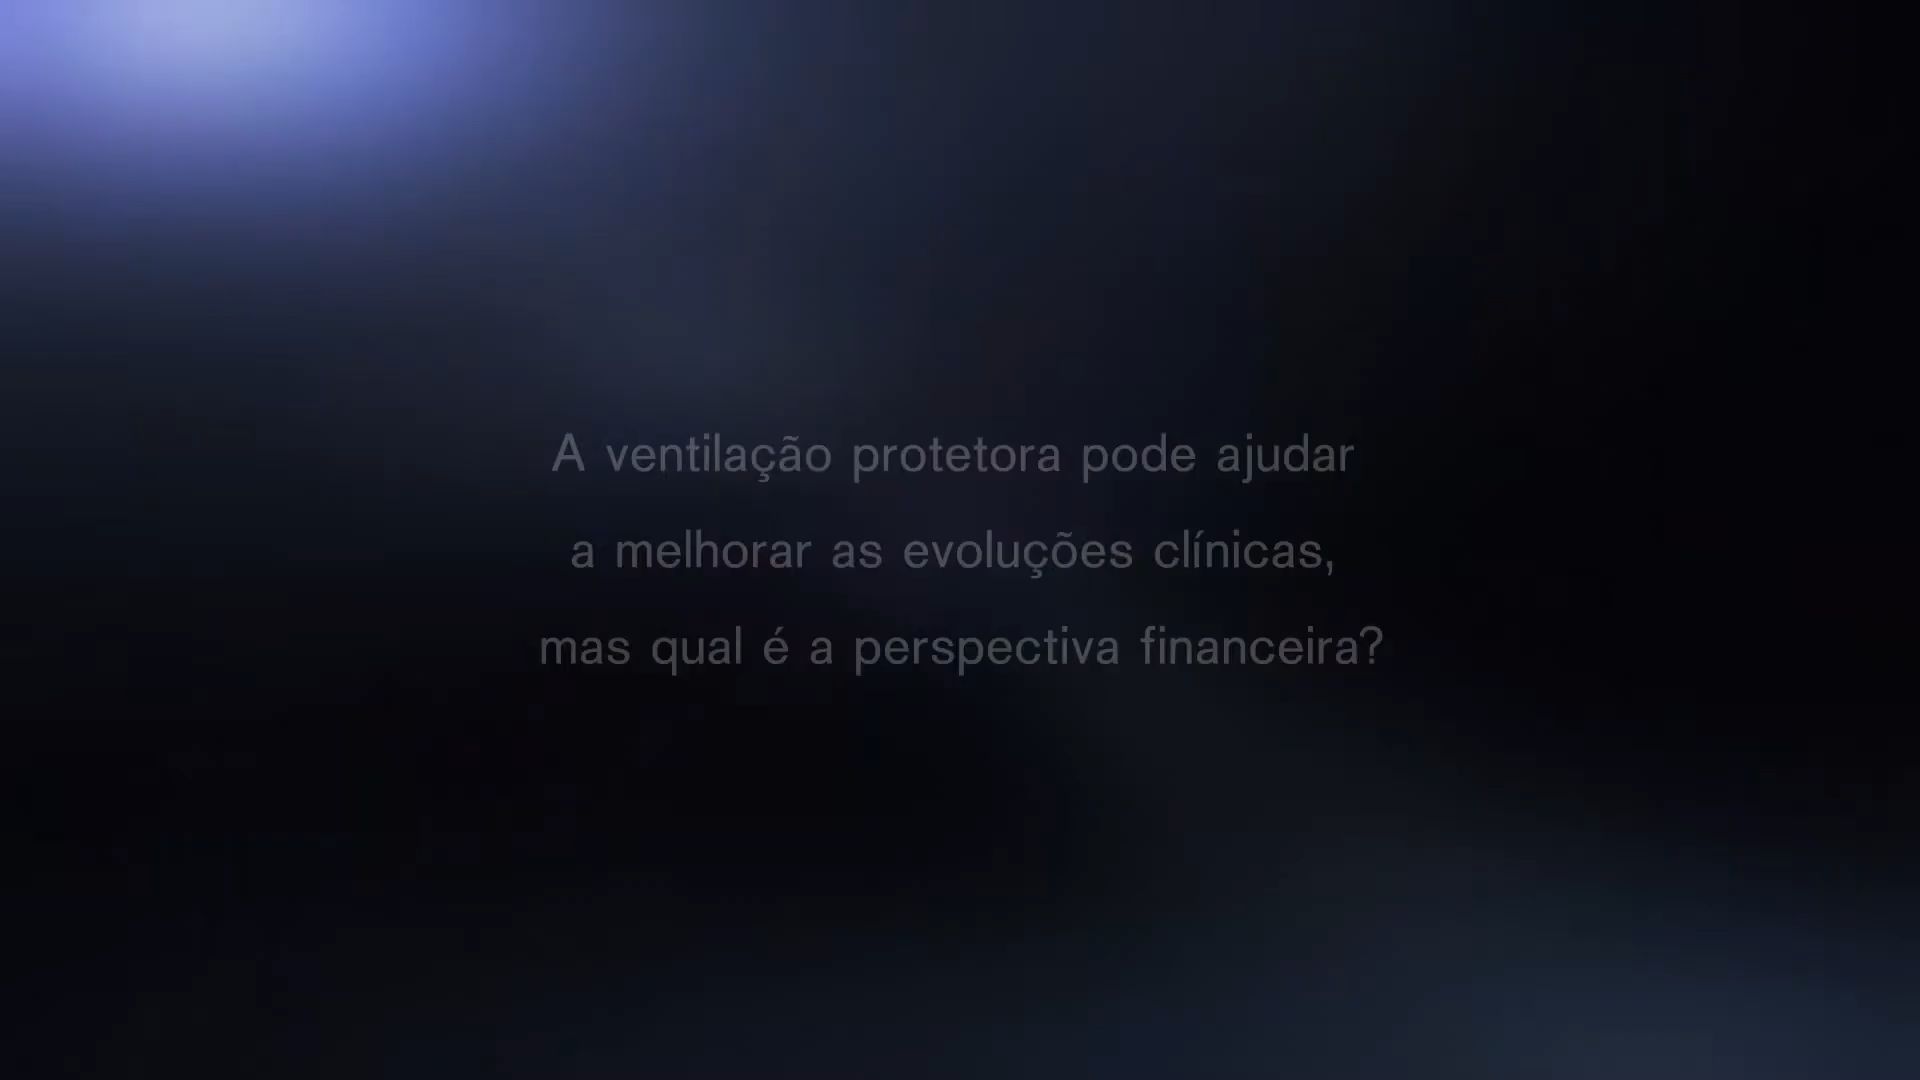 A ventilação protetora pode ajudar
a melhorar as evoluções clínicas,
mas qual é a perspectiva financeira?